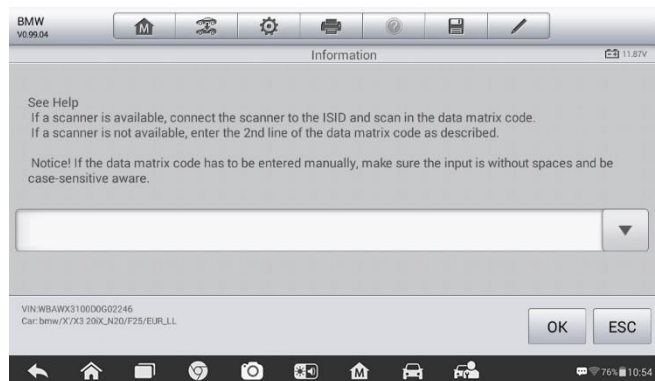 BMW
V0.99.04
Information
11.87V
See Help
If a scanner is available, connect the scanner to the ISID and scan in the data matrix code.
If a scanner is not available, enter the 2nd line of the data matrix code as described.
Notice! If the data matrix code has to be entered manually, make sure the input is without spaces and be
case-sensitive aware.
VIN:WBAWX3100D0G02246
Car:bmw/X'/X3 20iX_N20/F25/EUR_LL
OK
ESC
76%
10:54